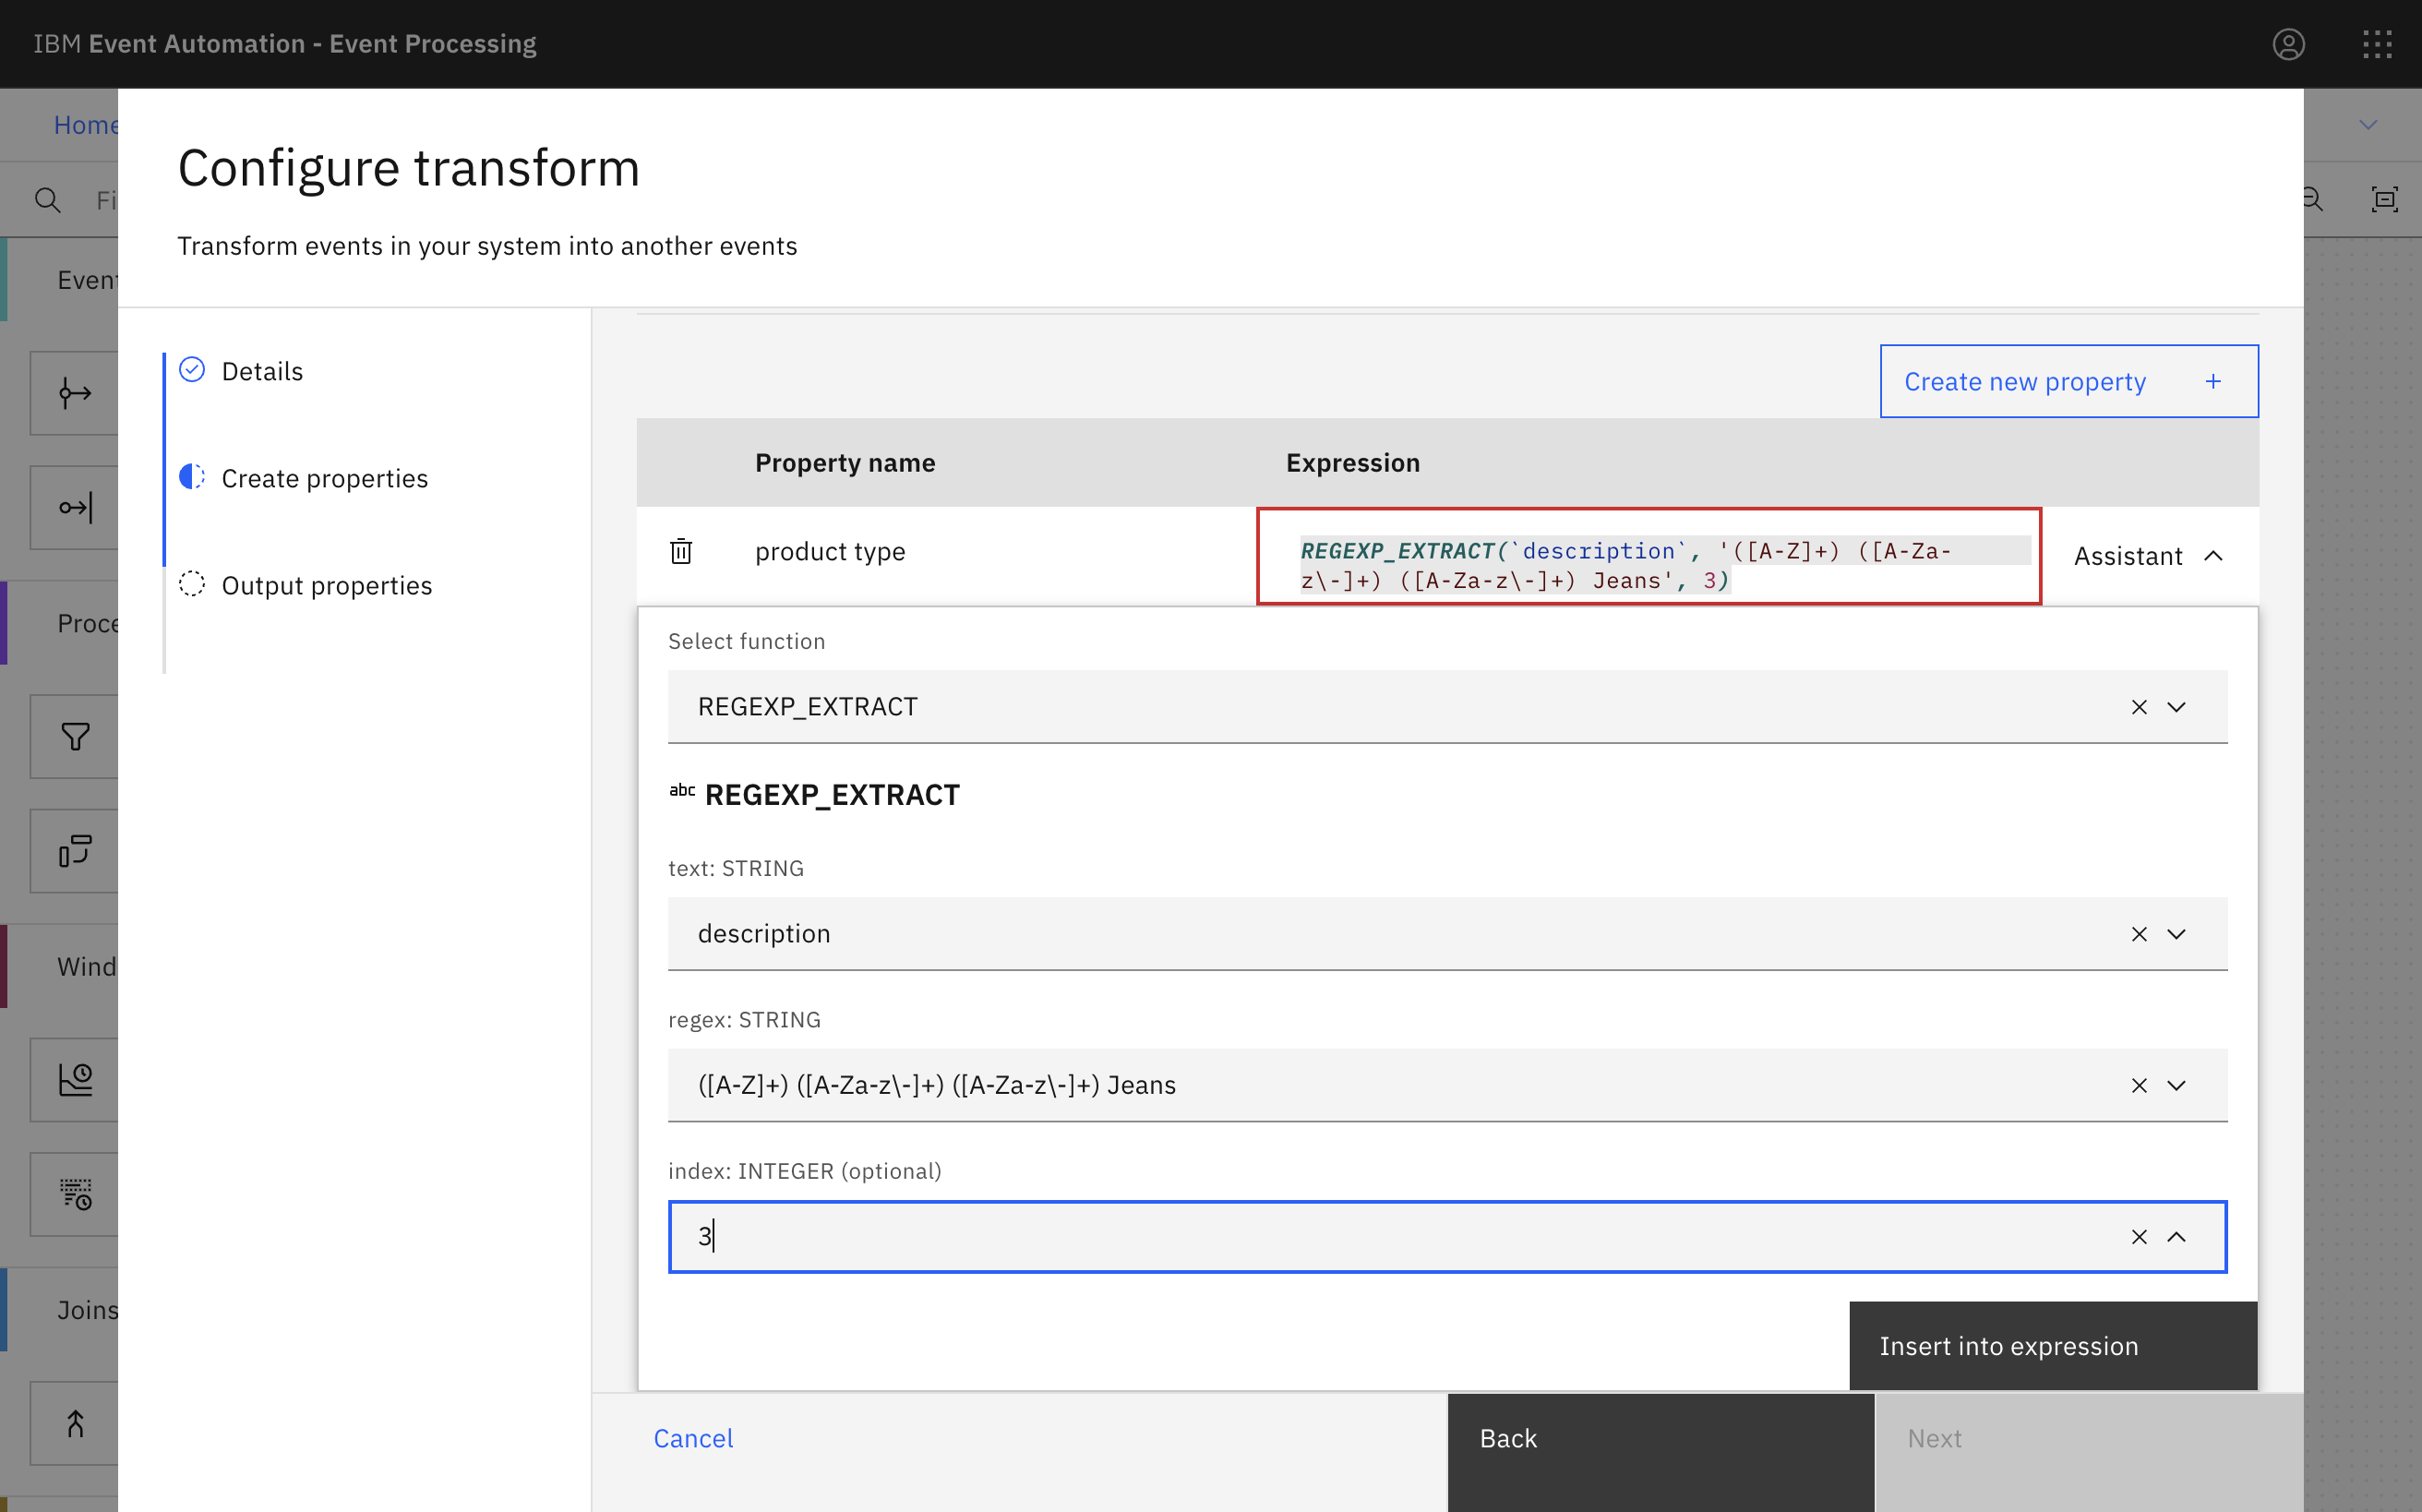 IBM Event Automation - Event Processing
Home
Fi
Configure transform
Transform events in your system into another events
Event
Proce
Wind
Joins
Details
Create properties
Output properties
Create new property +
Property name Expression
product type
REGEXP_EXTRACT(`description`, '([A-Z]+) ([A-Za-
z\-]+) ([A-Za-z\-]+) Jeans', 3)
Assistant
Select function
REGEXP_EXTRACT
abc REGEXP_EXTRACT
text: STRING
description
regex: STRING
([A-Z]+) ([A-Za-z\-]+) ([A-Za-z\-]+) Jeans
index: INTEGER (optional)
3
Insert into expression
Cancel
Back
Next